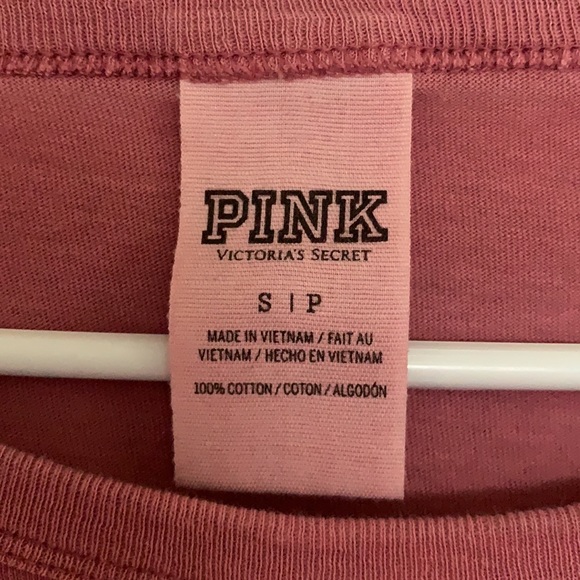 PINK
VICTORIA'S SECRET
S | P
MADE IN VIETNAM / FAIT AU
VIETNAM / HECHO EN VIETNAM
100% COTTON / COTON / ALGODÓN